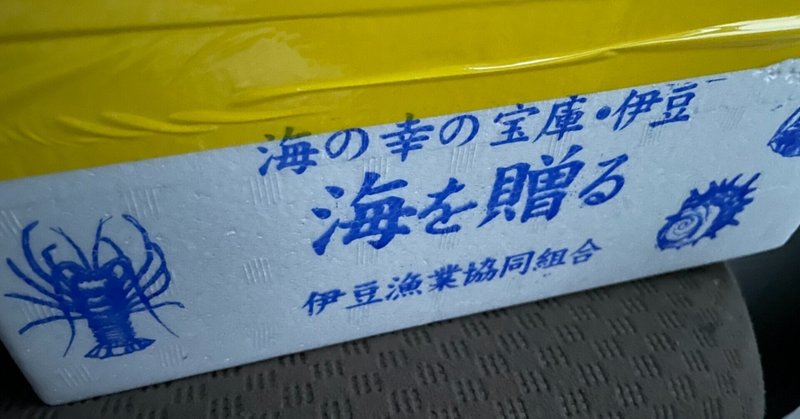 海の幸の宝庫・伊豆
海を贈る
伊豆漁業協同組合